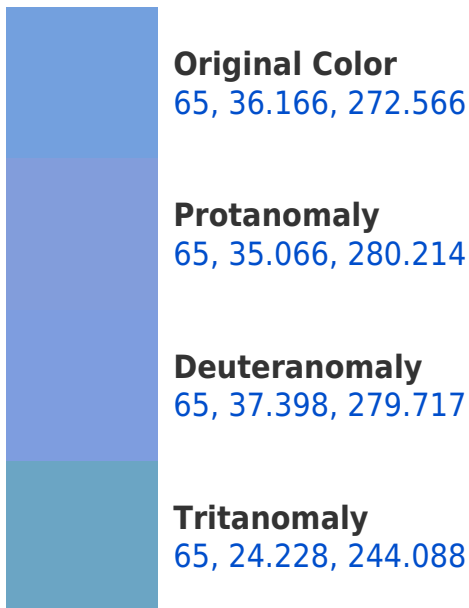 Original Color
65, 36.166, 272.566
Protanomaly
65, 35.066, 280.214
Deuteranomaly
65, 37.398, 279.717
Tritanomaly
65, 24.228, 244.088